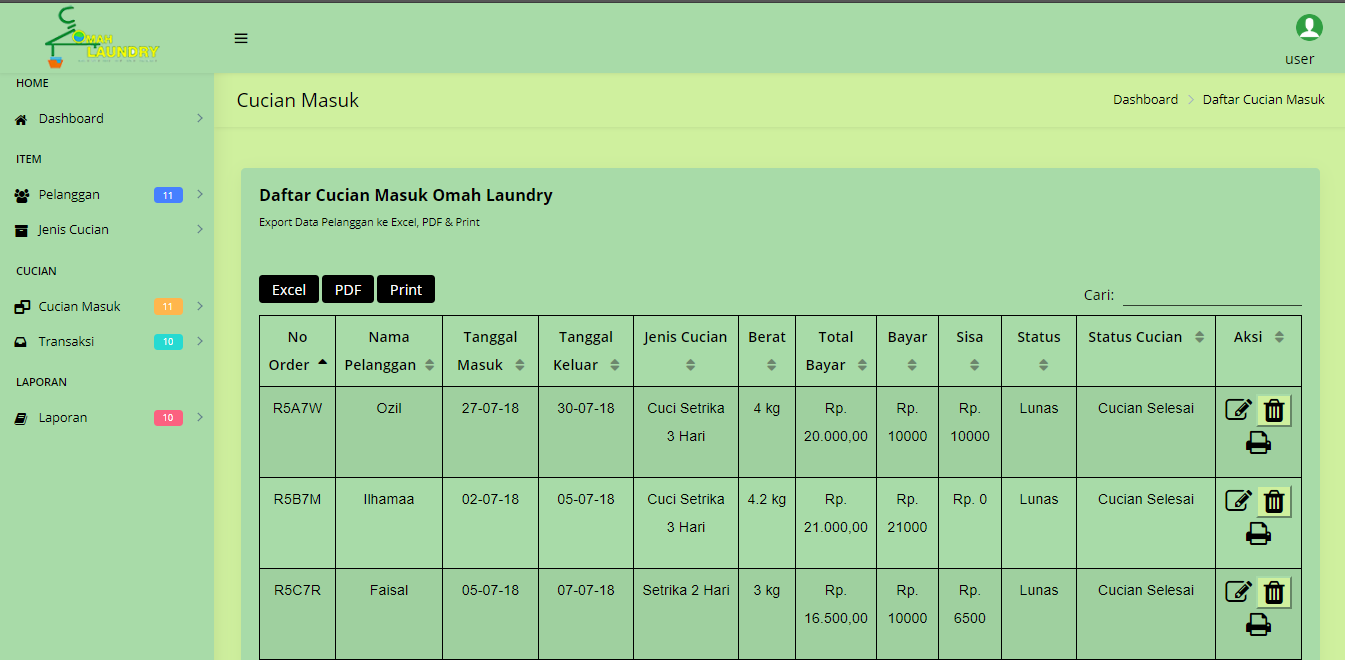 OMAH
LAUNDRY
user
HOME
Dashboard
ITEM
Pelanggan 11
Jenis Cucian
CUCIAN
Cucian Masuk 11
Transaksi 10
LAPORAN
Laporan 10
Cucian Masuk
Dashboard > Daftar Cucian Masuk
Daftar Cucian Masuk Omah Laundry
Export Data Pelanggan ke Excel, PDF & Print
Excel PDF Print
Cari:
No Nama Tanggal Tanggal Jenis Cucian Berat Total Bayar Sisa Status Status Cucian Aksi
Order Pelanggan Masuk Keluar Bayar
R5A7W Ozil 27-07-18 30-07-18 Cuci Setrika 4 kg Rp. Rp. Rp. Lunas Cucian Selesai
3 Hari 20.000,00 10000 10000
R5B7M Ilhamaa 02-07-18 05-07-18 Cuci Setrika 4.2 kg Rp. Rp. Rp. 0 Lunas Cucian Selesai
3 Hari 21.000,00 21000
R5C7R Faisal 05-07-18 07-07-18 Setrika 2 Hari 3 kg Rp. Rp. Rp. Lunas Cucian Selesai
16.500,00 10000 6500